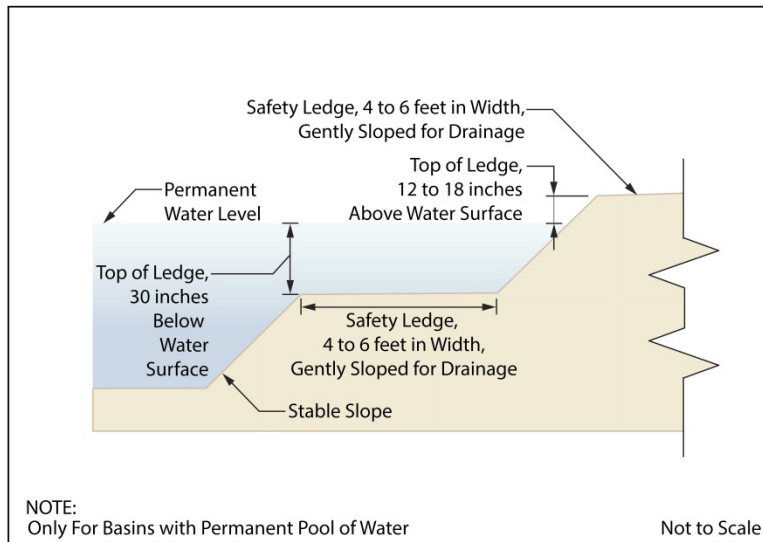 Safety Ledge, 4 to 6 feet in Width,
Gently Sloped for Drainage
Top of Ledge,
12 to 18 inches
Above Water Surface
Permanent
Water Level
Top of Ledge,
30 inches
Below
Water
Surface
Safety Ledge,
4 to 6 feet in Width,
Gently Sloped for Drainage
Stable Slope
NOTE:
Only For Basins with Permanent Pool of Water
Not to Scale